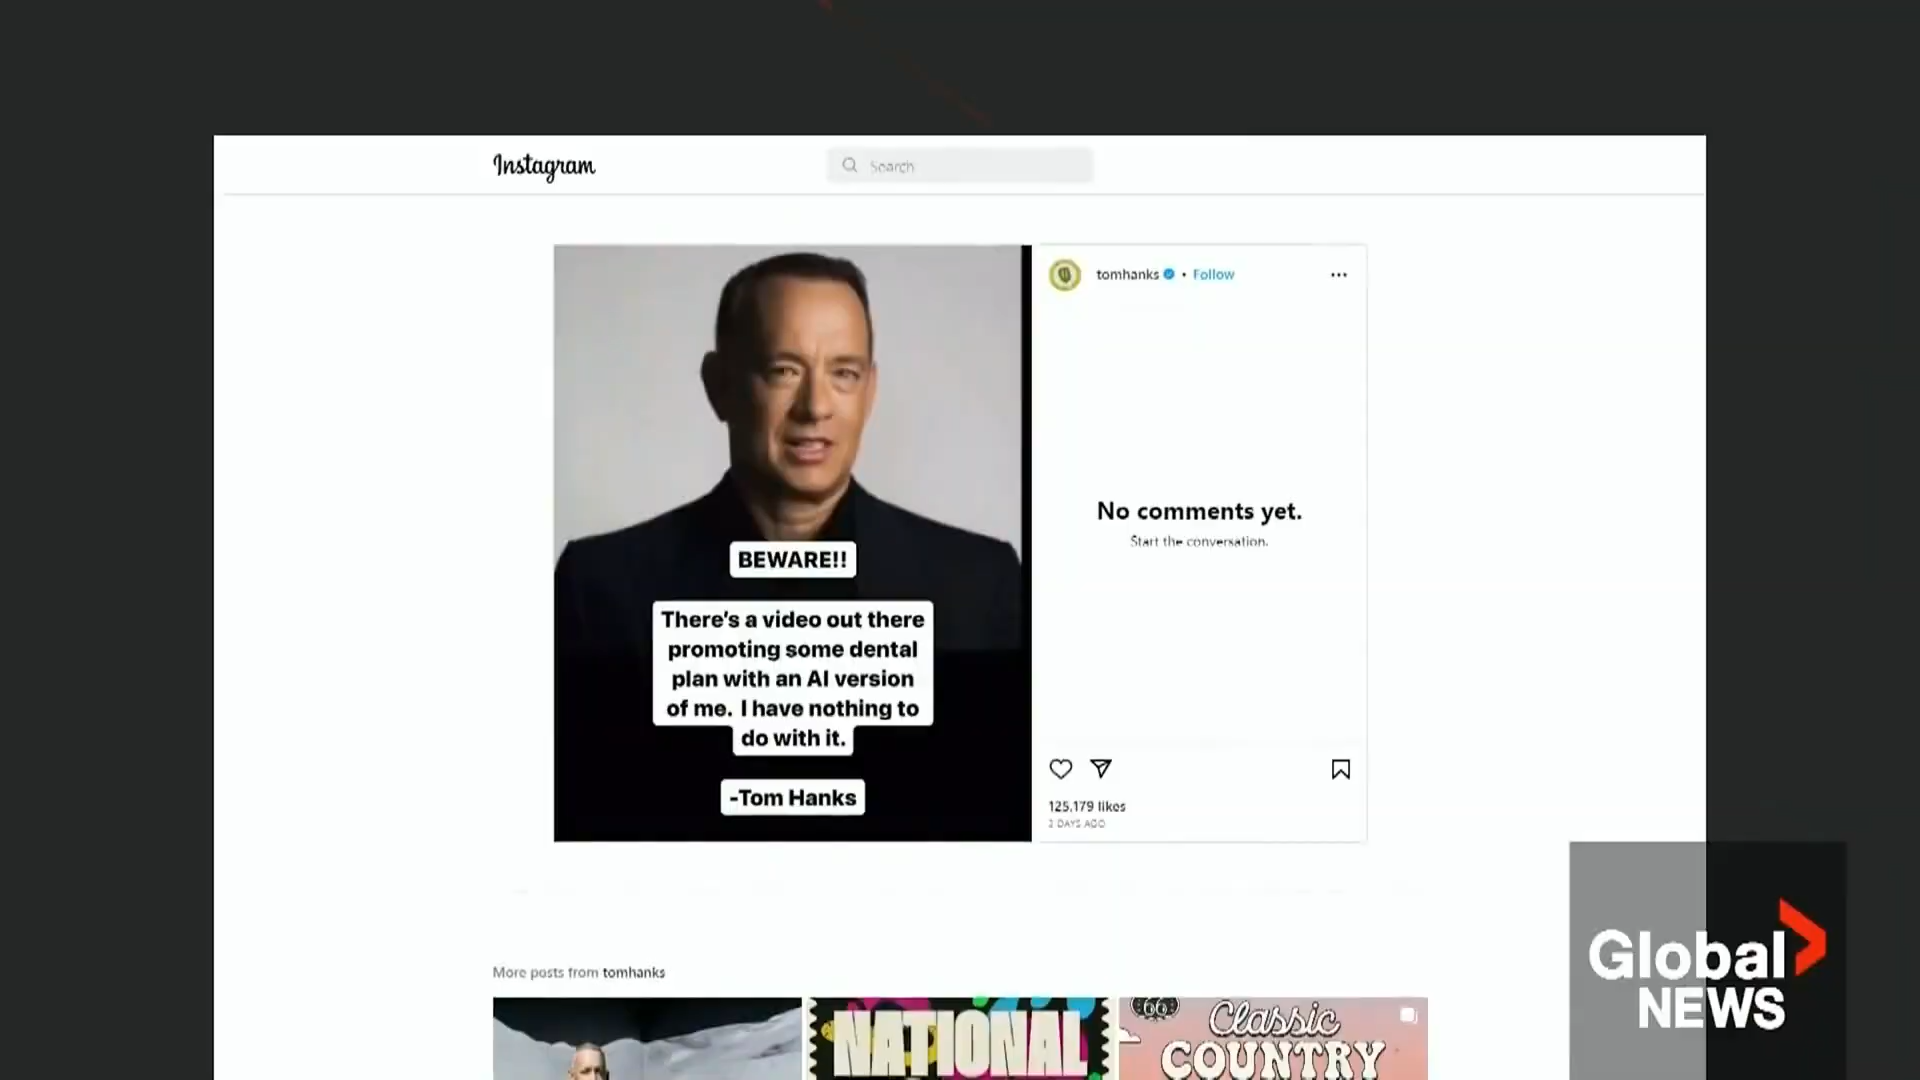 Instagram
Search
tomhanks • Follow
BEWARE!!
There's a video out there
promoting some dental
plan with an AI version
of me. I have nothing to
do with it.
-Tom Hanks
No comments yet.
Start the conversation.
125,179 likes
2 DAYS AGO
More posts from tomhanks
NATIONAL
66
Classic
COUNTRY
Global
NEWS